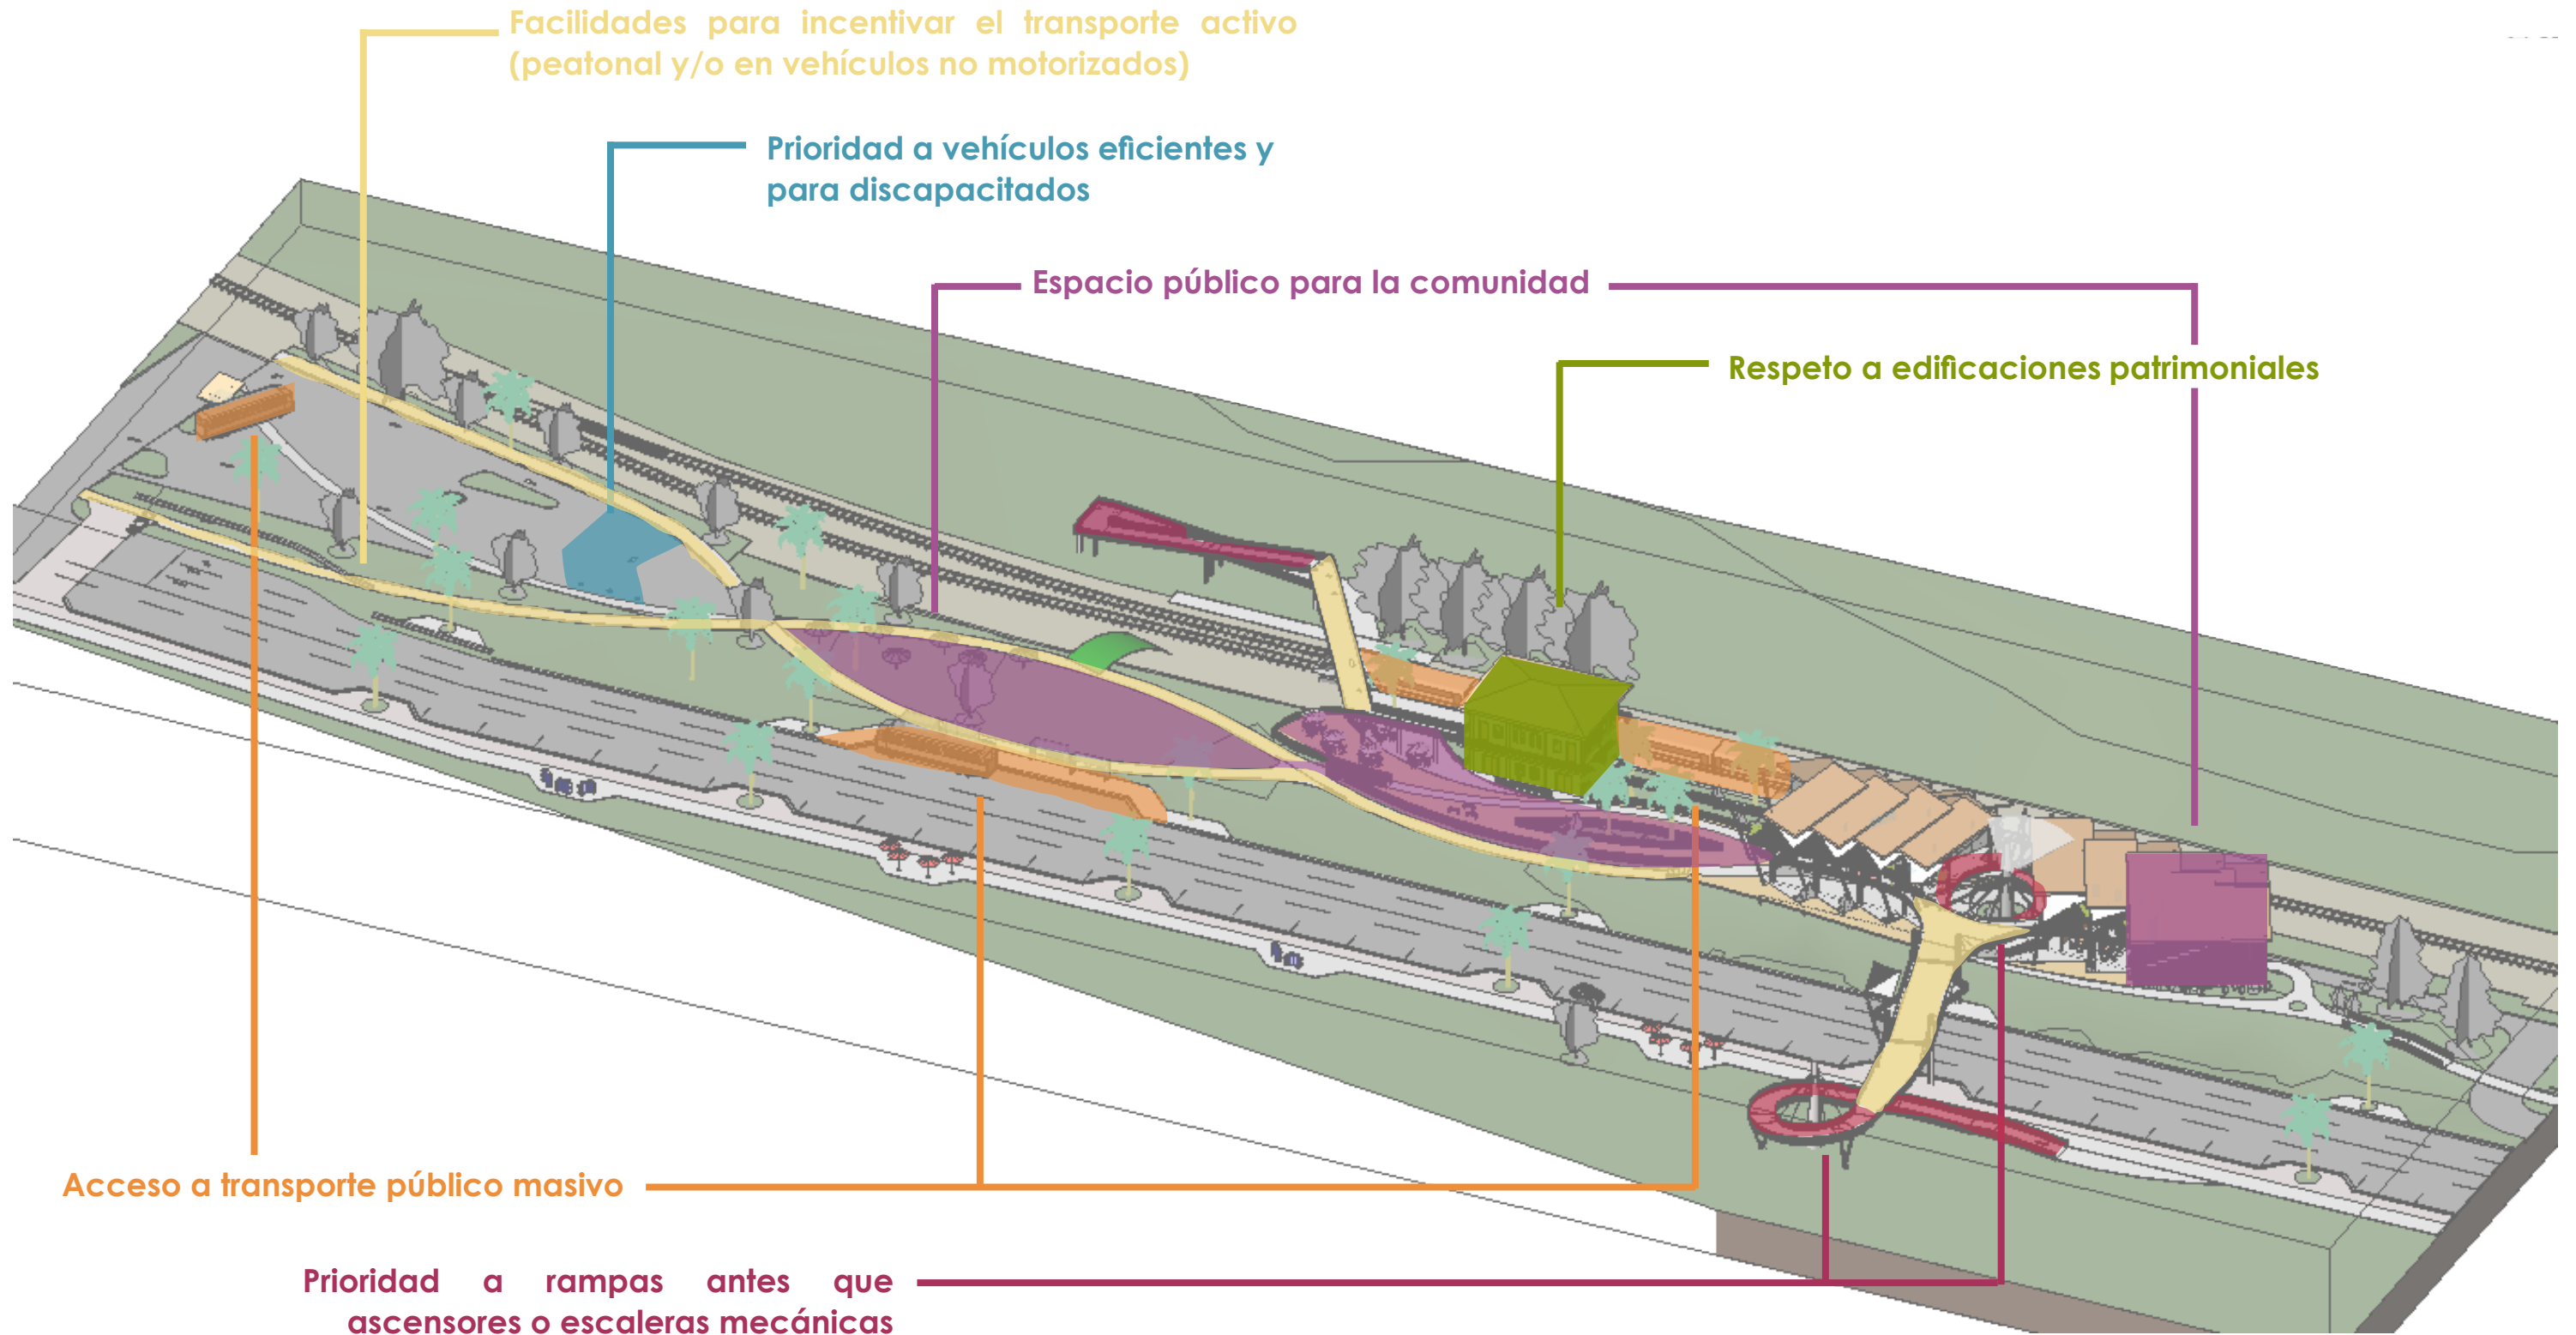 Facilidades para incentivar el transporte activo
(peatonal y/o en vehículos no motorizados)
Prioridad a vehículos eficientes y
para discapacitados
Espacio público para la comunidad
Respeto a edificaciones patrimoniales
Acceso a transporte público masivo
Prioridad a rampas antes que
ascensores o escaleras mecánicas